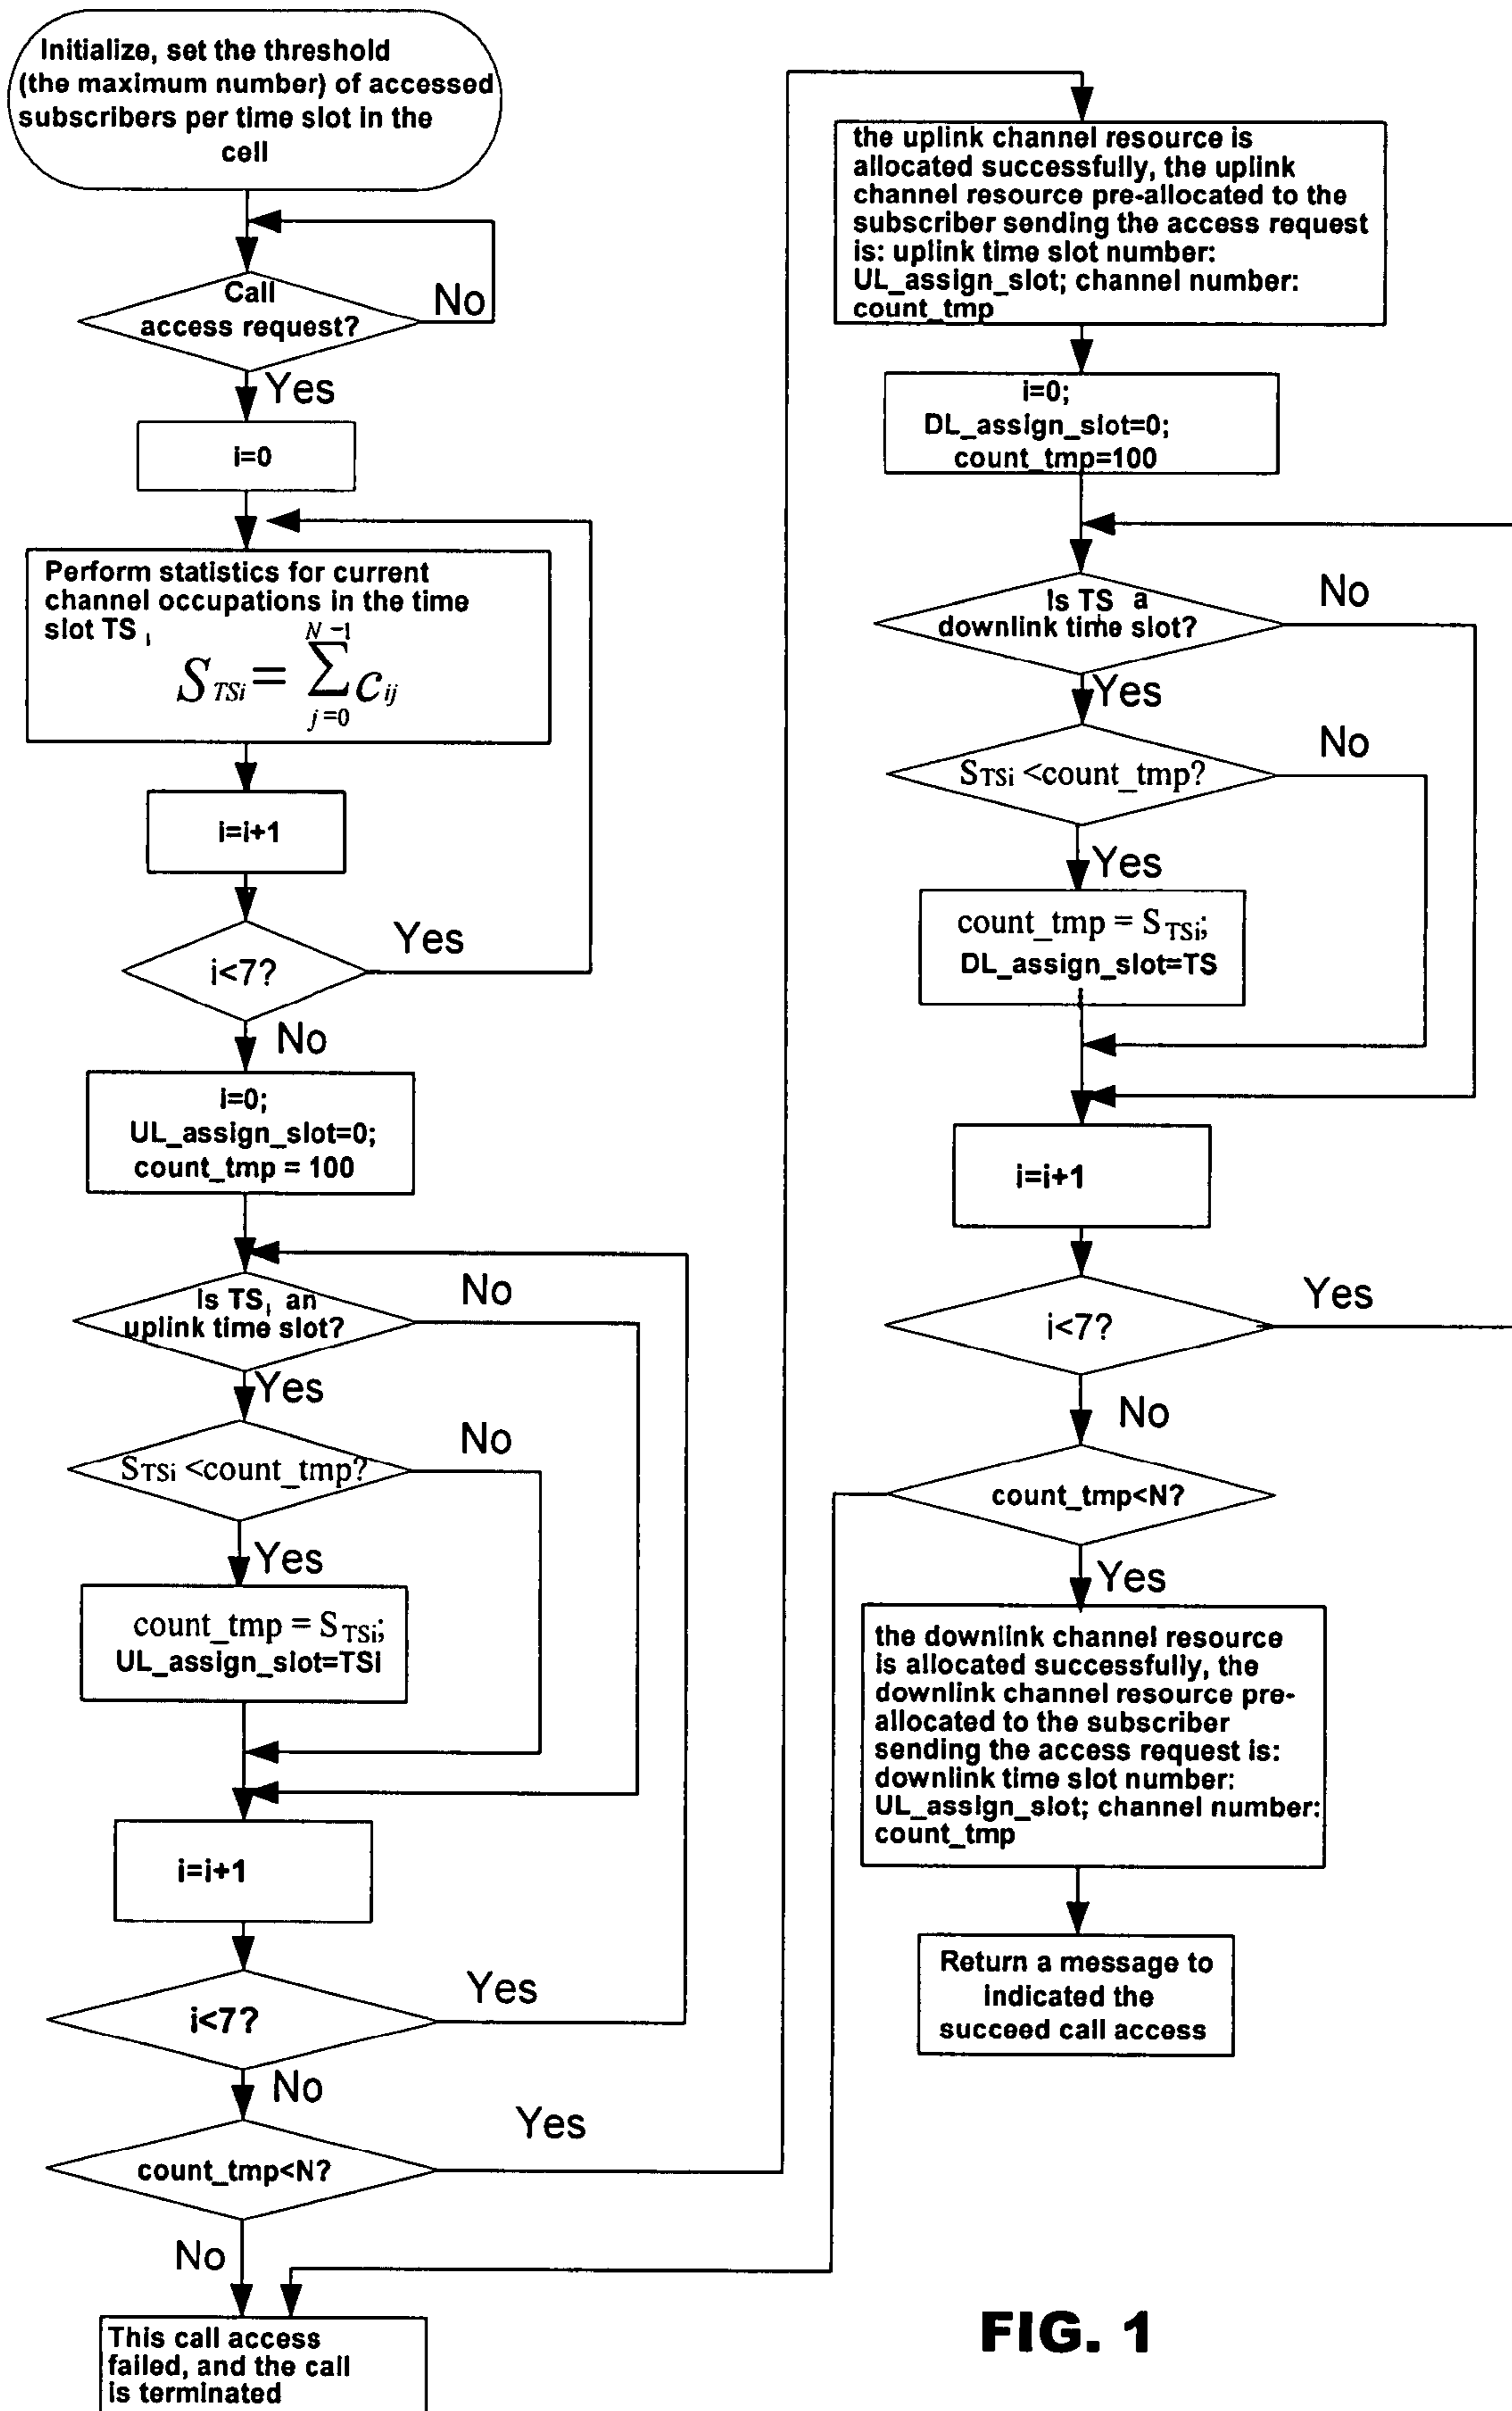 Initialize, set the threshold
(the maximum number) of accessed
subscribers per time slot in the
cell
Call
access request?
No
Yes
i=0
Perform statistics for current
channel occupations in the time
slot TS i
S TSi = N-1 ∑ j=0 c ij
i=i+1
i<7?
Yes
No
i=0;
UL_assign_slot=0;
count_tmp = 100
Is TS i an
uplink time slot?
No
Yes
STSi <count_tmp?
No
Yes
count_tmp = STSi;
UL_assign_slot=TSi
i=i+1
i<7?
Yes
No
count_tmp<N?
Yes
No
This call access
failed, and the call
is terminated
the uplink channel resource is
allocated successfully, the uplink
channel resource pre-allocated to the
subscriber sending the access request
is: uplink time slot number:
UL_assign_slot; channel number:
count_tmp
i=0;
DL_assign_slot=0;
count_tmp=100
Is TS a
downlink time slot?
No
Yes
STSi <count_tmp?
No
Yes
count_tmp = STSi;
DL_assign_slot=TS
i=i+1
i<7?
Yes
No
count_tmp<N?
Yes
the downlink channel resource
is allocated successfully, the
downlink channel resource pre-
allocated to the subscriber
sending the access request is:
downlink time slot number:
UL_assign_slot; channel number:
count_tmp
Return a message to
indicated the
succeed call access
FIG. 1